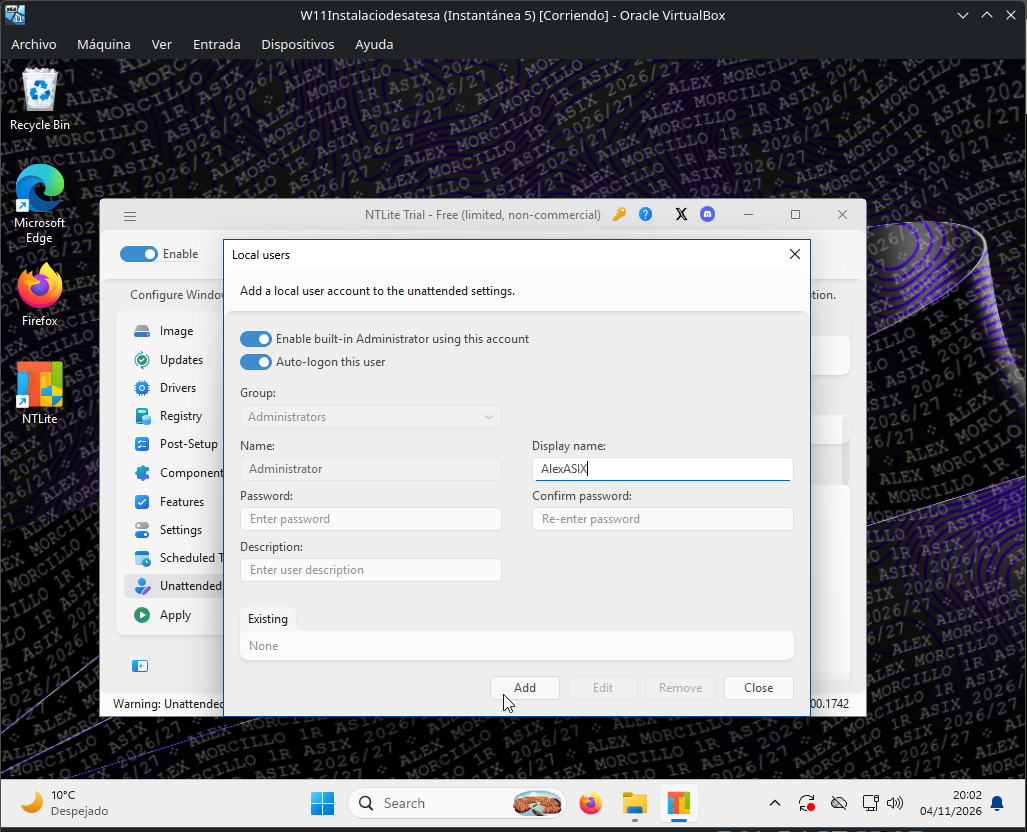 W11Instalaciodesatesa (Instantánea 5) [Corriendo] - Oracle VirtualBox
Archivo Máquina Ver Entrada Dispositivos Ayuda
ALEX MORCILLO 1R ASIX 2026/27
Recycle Bin
Microsoft
Edge
Firefox
NTLite
NTLite Trial - Free (limited, non-commercial)
Enable
Local users
Add a local user account to the unattended settings.
Configure Windo
tion.
Image
Updates
Drivers
Registry
Post-Setup
Component
Features
Settings
Scheduled T
Unattended
Apply
Enable built-in Administrator using this account
Auto-logon this user
Group:
Administrators
Name:
Display name:
Administrator
AlexASIX
Password:
Confirm password:
Enter password
Re-enter password
Description:
Enter user description
Existing
None
Add Edit Remove Close
Warning: Unattended
00.1742
10°C
Despejado
Search
20:02
04/11/2026